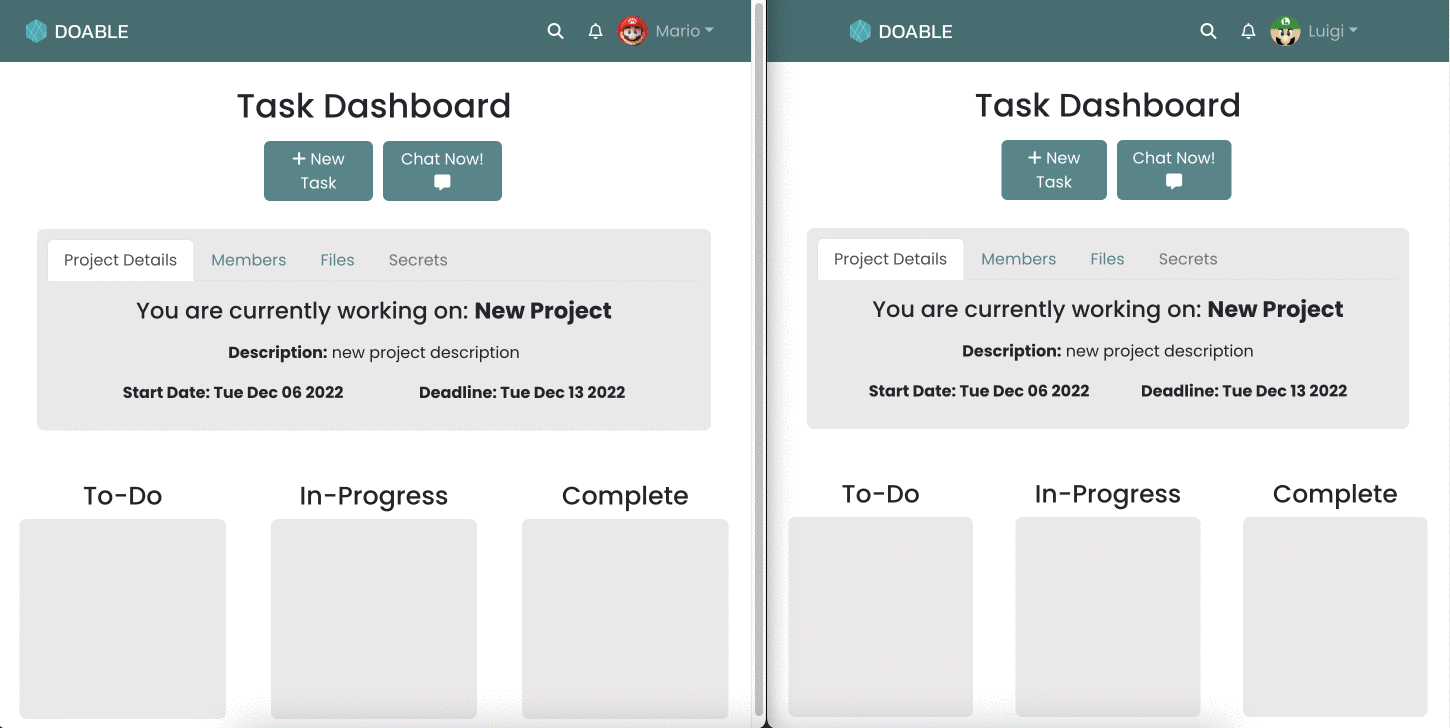 DOABLE
Mario
Task Dashboard
New Task
Chat Now!
Project Details Members Files Secrets
You are currently working on: New Project
Description: new project description
Start Date: Tue Dec 06 2022 Deadline: Tue Dec 13 2022
To-Do In-Progress Complete
DOABLE
L
Luigi
Task Dashboard
New Task
Chat Now!
Project Details Members Files Secrets
You are currently working on: New Project
Description: new project description
Start Date: Tue Dec 06 2022 Deadline: Tue Dec 13 2022
To-Do In-Progress Complete